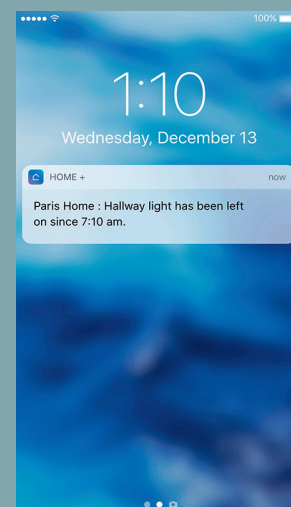 100%
1:10
Wednesday, December 13
HOME +
now
Paris Home : Hallway light has been left
on since 7:10 am.